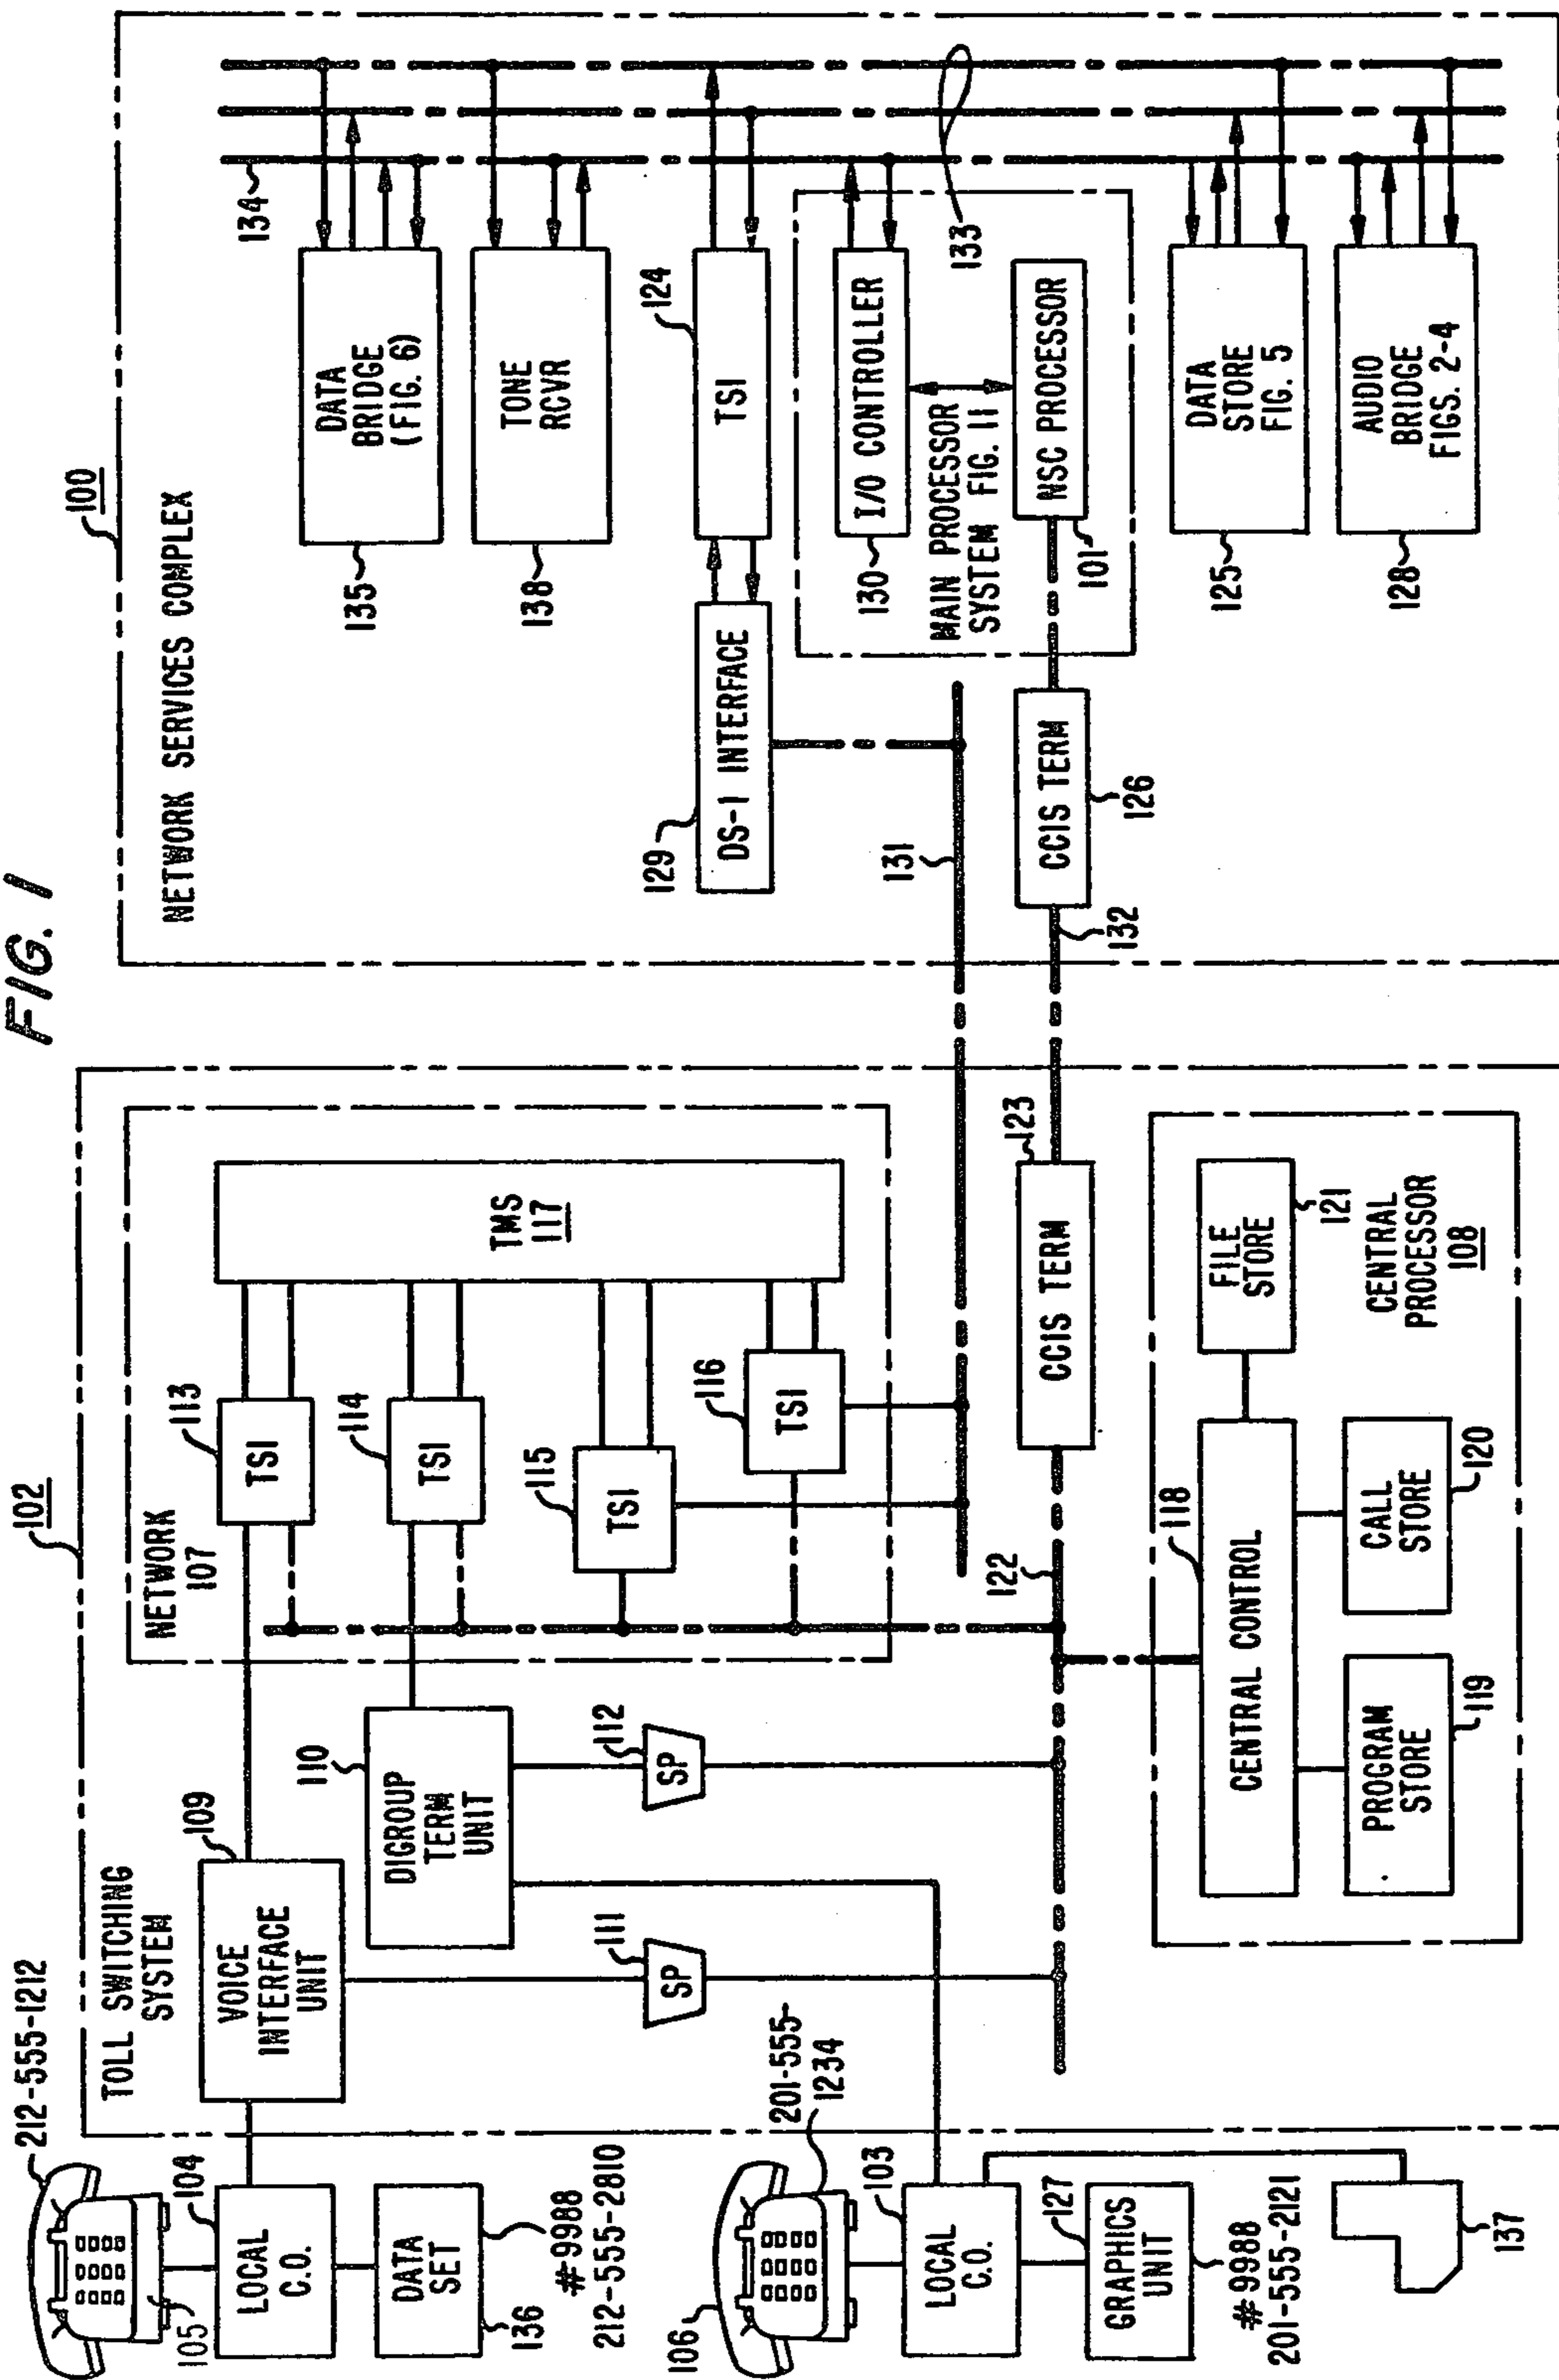 FIG. 1
212-555-1212
105
104
LOCAL
C.O.
DATA
SET
136
#9988
212-555-2810
106
201-555-
1234
103
LOCAL
C.O.
127
GRAPHICS
UNIT
#9988
201-555-2121
137
102
TOLL SWITCHING
SYSTEM
109
VOICE
INTERFACE
UNIT
110
DIGROUP
TERM
UNIT
111
SP
112
SP
NETWORK
107
113
TSI
114
TSI
115
TSI
116
TSI
TMS
117
122
123
CCIS TERM
118
CENTRAL CONTROL
PROGRAM
STORE
119
CALL
STORE
120
FILE
STORE
121
CENTRAL
PROCESSOR
108
100
NETWORK SERVICES COMPLEX
134
135
DATA
BRIDGE
(FIG. 6)
138
TONE
RCVR
129
DS-1 INTERFACE
124
TSI
131
132
CCIS TERM
126
130
I/O CONTROLLER
MAIN PROCESSOR
SYSTEM FIG. 11
NSC PROCESSOR
101
133
125
DATA
STORE
FIG. 5
128
AUDIO
BRIDGE
FIGS. 2-4